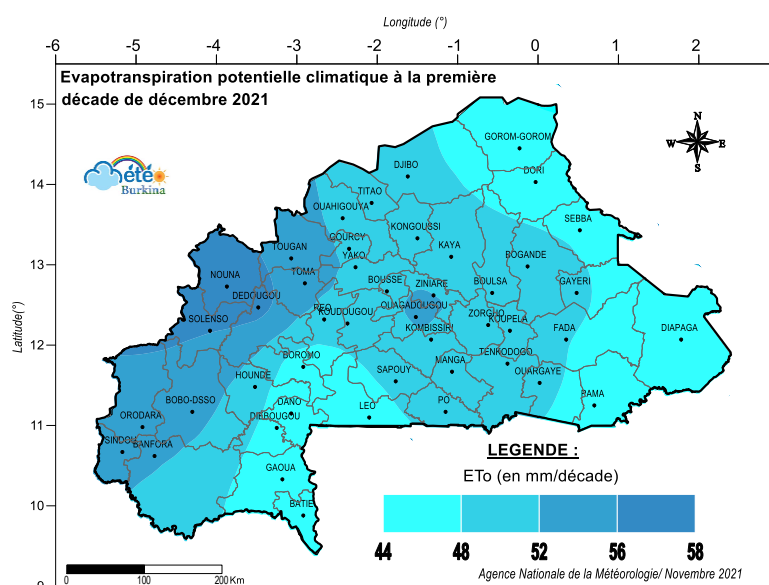 Longitude (°)
-6 -5 -4 -3 -2 -1 0 1 2
Evapotranspiration potentielle climatique à la première
décade de décembre 2021
15
14
13
12
11
10
9
Latitude(°)
été
Burkina
N
W E
S
GOROM-GOROM
DJIBO
DORI
TITAO
OUAHIGOUYA
SEBBA
KONGOUSSI
GOURCY
KAYA
TOUGAN
YAKO
BOGANDE
TOMA
NOUNA
BOUSSE
ZINIARE
BOULSA
GAYERI
DEDOUGOU
OUAGADOUGOU
REO
KOUDOUGOU
ZORGHO
SOLENSO
KOUPELA
KOMBISSIRI
FADA
DIAPAGA
BOROMO
TENKODOGO
MANGA
HOUNDE
SAPOUY
OUARGAYE
BOBO-DSSO
DANO
LEO
PO
PAMA
ORODARA
DIEBOUGOU
SINDOU
BANFORA
GAOUA
BATIE
LEGENDE :
ETo (en mm/décade)
44 48 52 56 58
0 100 200 Km
Agence Nationale de la Météorologie/ Novembre 2021